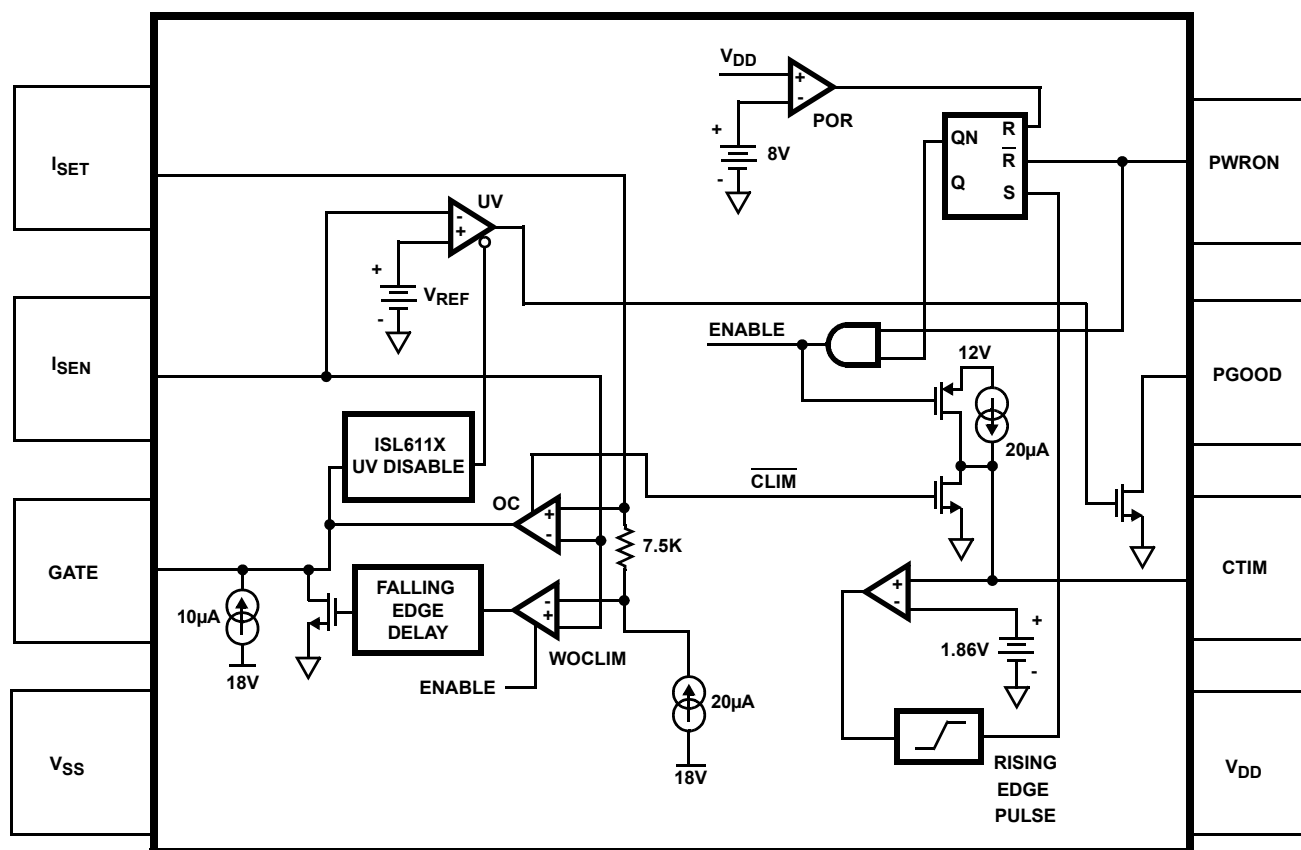 VDD
+
-
POR
+
8V
-
QN
R
R
Q
S
ISET
PWRON
UV
-
+
+
VREF
-
ENABLE
12V
ISEN
PGOOD
20µA
ISL611X
UV DISABLE
CLIM
OC
+
-
7.5K
GATE
CTIM
FALLING
EDGE
DELAY
10µA
-
+
+
-
+
1.86V
-
WOCLIM
18V
ENABLE
20µA
VSS
18V
RISING
EDGE
PULSE
VDD